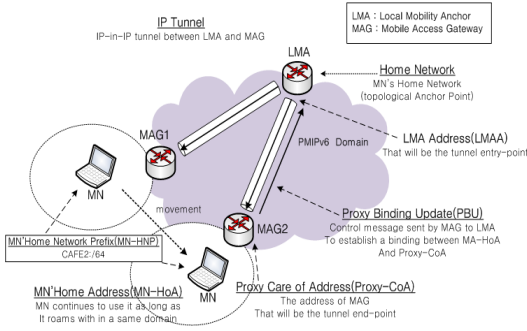 IP Tunnel
IP-in-IP tunnel between LMA and MAG
LMA : Local Mobility Anchor
MAG : Mobile Access Gateway
LMA
Home Network
MN's Home Network
(topological Anchor Point)
MAG1
PMIPv6 Domain
LMA Address(LMAA)
That will be the tunnel entry-point
MN
movement
MAG2
Proxy Binding Update(PBU)
Control message sent by MAG to LMA
To establish a binding between MA-HoA
And Proxy-CoA
MN'Home Network Prefix(MN-HNP)
CAFE2:/64
MN'Home Address(MN-HoA)
MN continues to use it as long as
It roams with in a same domain
MN
Proxy Care of Address(Proxy-CoA)
The address of MAG
That will be the tunnel end-point